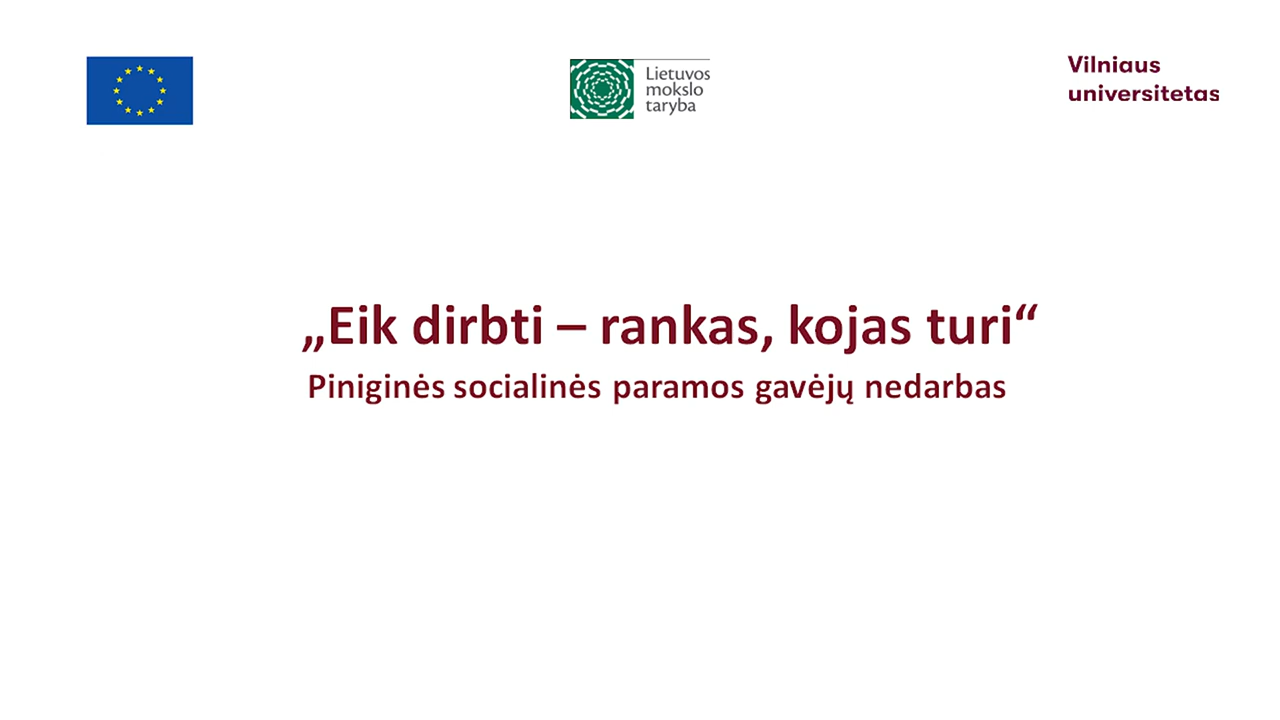 Lietuvos
mokslo
taryba
Vilniaus
universitetas
„Eik dirbti – rankas, kojas turi“
Piniginės socialinės paramos gavėjų nedarbas